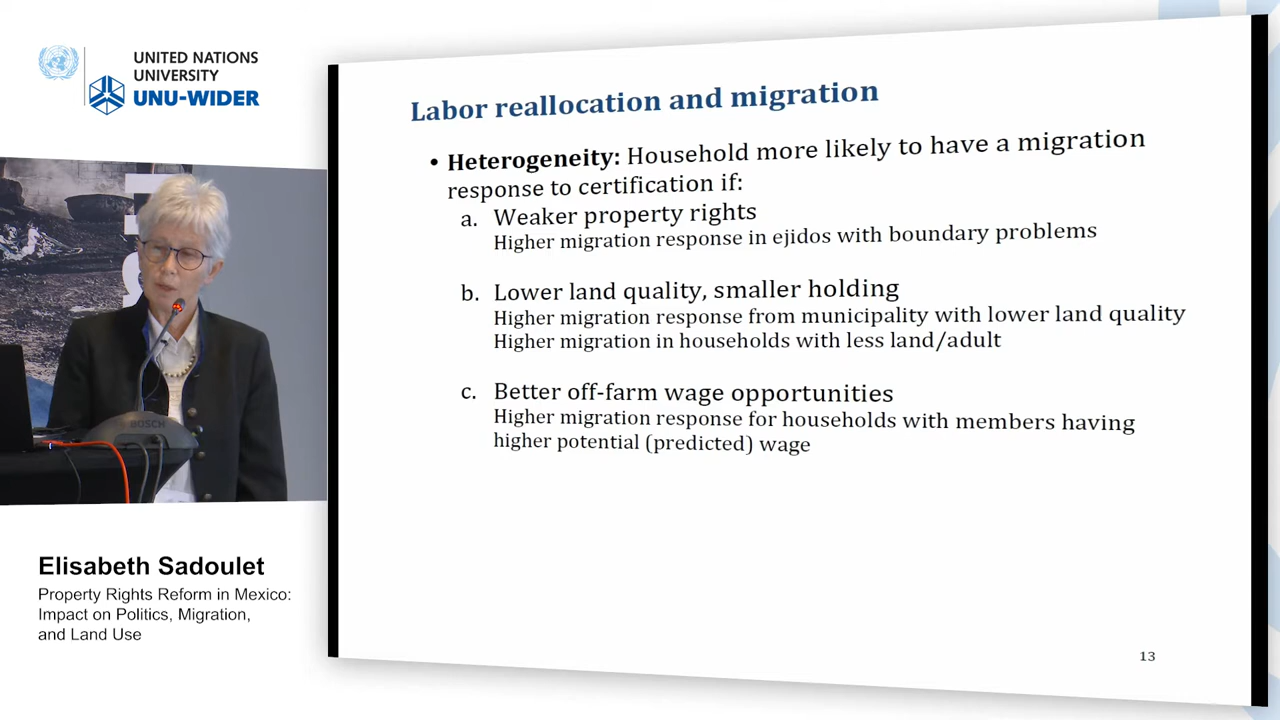 UNITED NATIONS
UNIVERSITY
UNU-WIDER
Labor reallocation and migration
• Heterogeneity: Household more likely to have a migration
response to certification if:
a. Weaker property rights
Higher migration response in ejidos with boundary problems
b. Lower land quality, smaller holding
Higher migration response from municipality with lower land quality
Higher migration in households with less land/adult
c. Better off-farm wage opportunities
Higher migration response for households with members having
higher potential (predicted) wage
13
BOSCH
Elisabeth Sadoulet
Property Rights Reform in Mexico:
Impact on Politics, Migration,
and Land Use